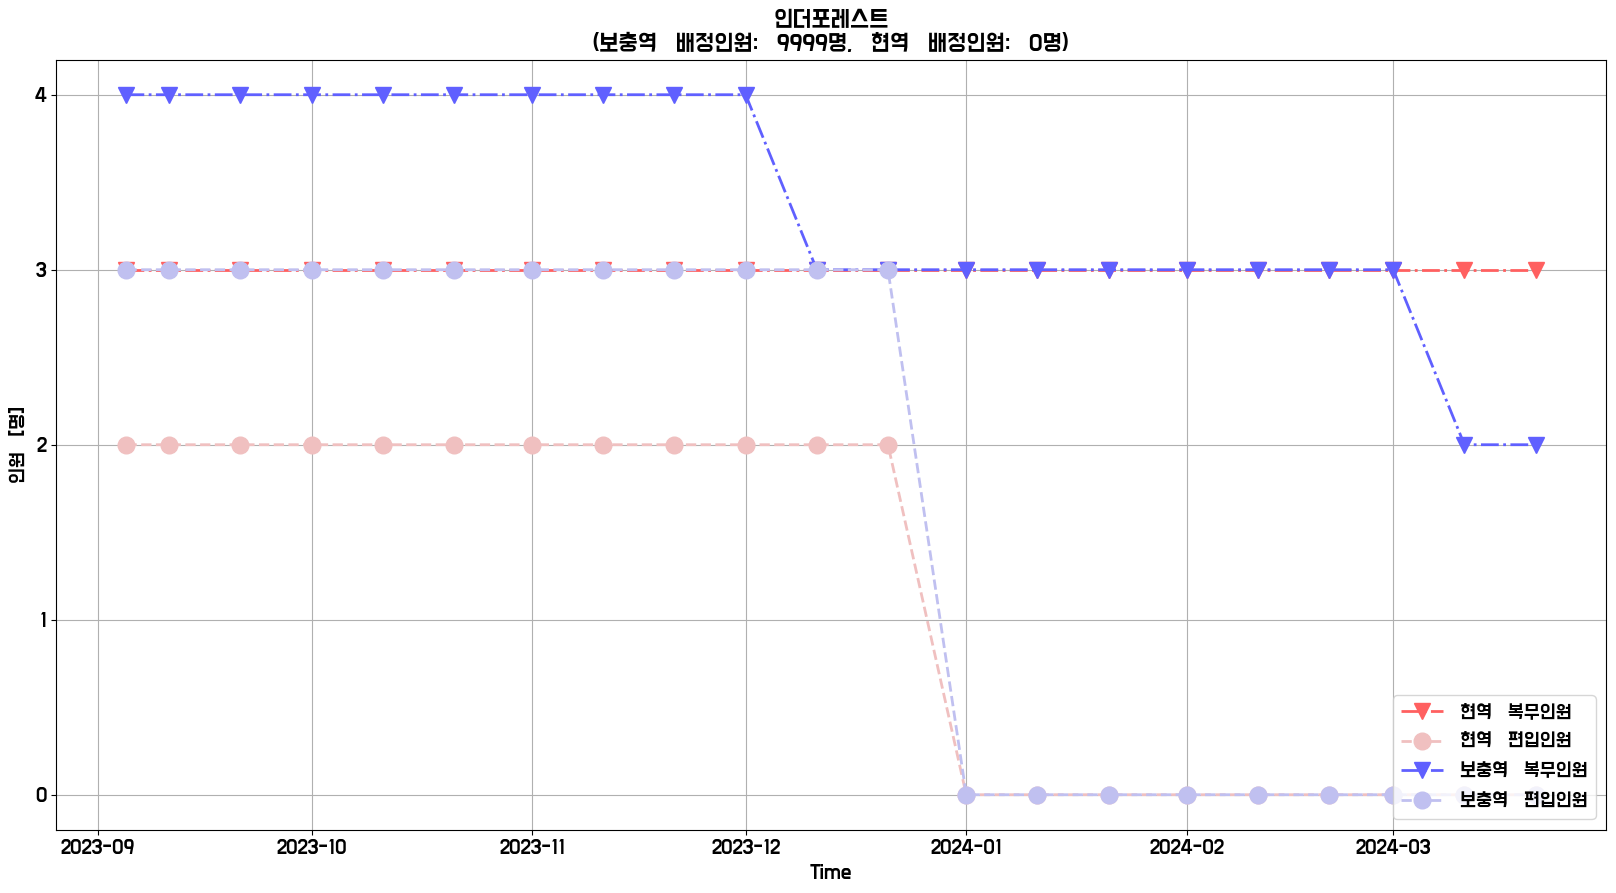 인더포레스트
(보충역 배정인원: 9999명, 현역 배정인원: 0명)
4
3
2
1
0
인원 [명]
2023-09 2023-10 2023-11 2023-12 2024-01 2024-02 2024-03
Time
현역 복무인원
현역 편입인원
보충역 복무인원
보충역 편입인원